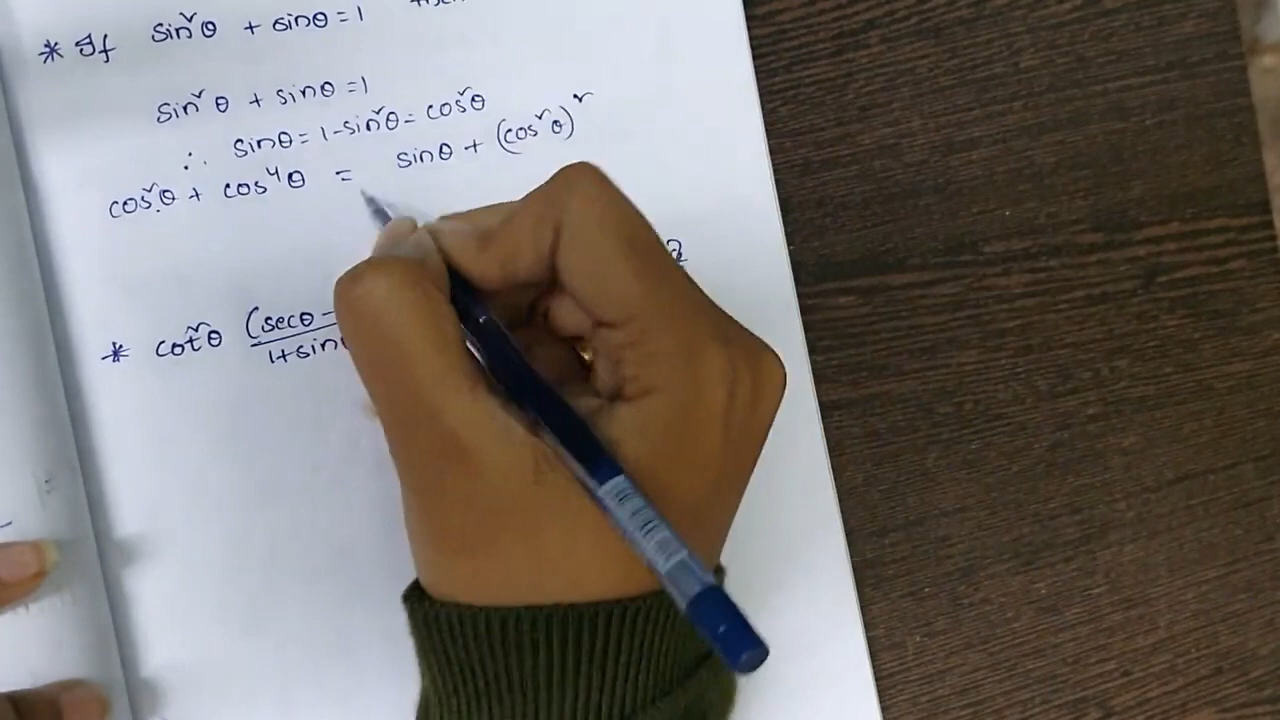 * If sin²θ + sinθ = 1
sin²θ + sinθ = 1
∴ sinθ = 1 - sin²θ = cos²θ
cos²θ + cos⁴θ = sinθ + (cos²θ)²
* cot²θ (secθ -
1+sin